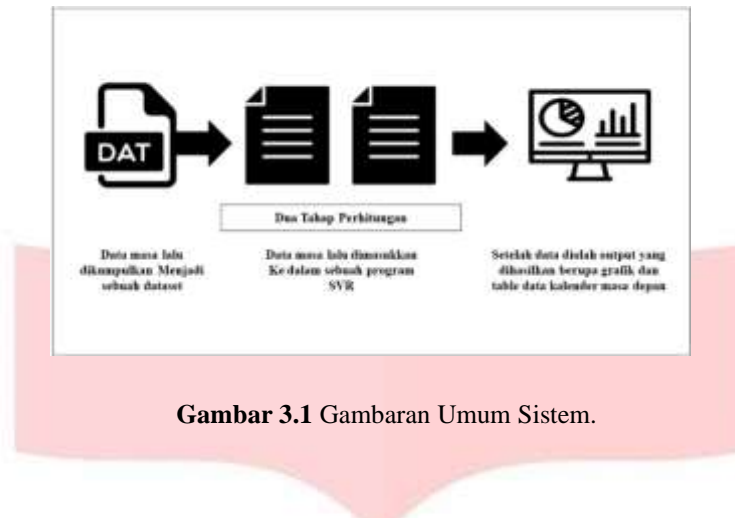 DAT
Dua Tahap Perhitungan
Data masa lalu
dikumpulkan Menjadi
sebuah dataset
Data masa lalu dimasukkan
Ke dalam sebuah program
SVR
Setelah data diolah output yang
dihasilkan berupa grafik dan
table data kalender masa depan
Gambar 3.1 Gambaran Umum Sistem.